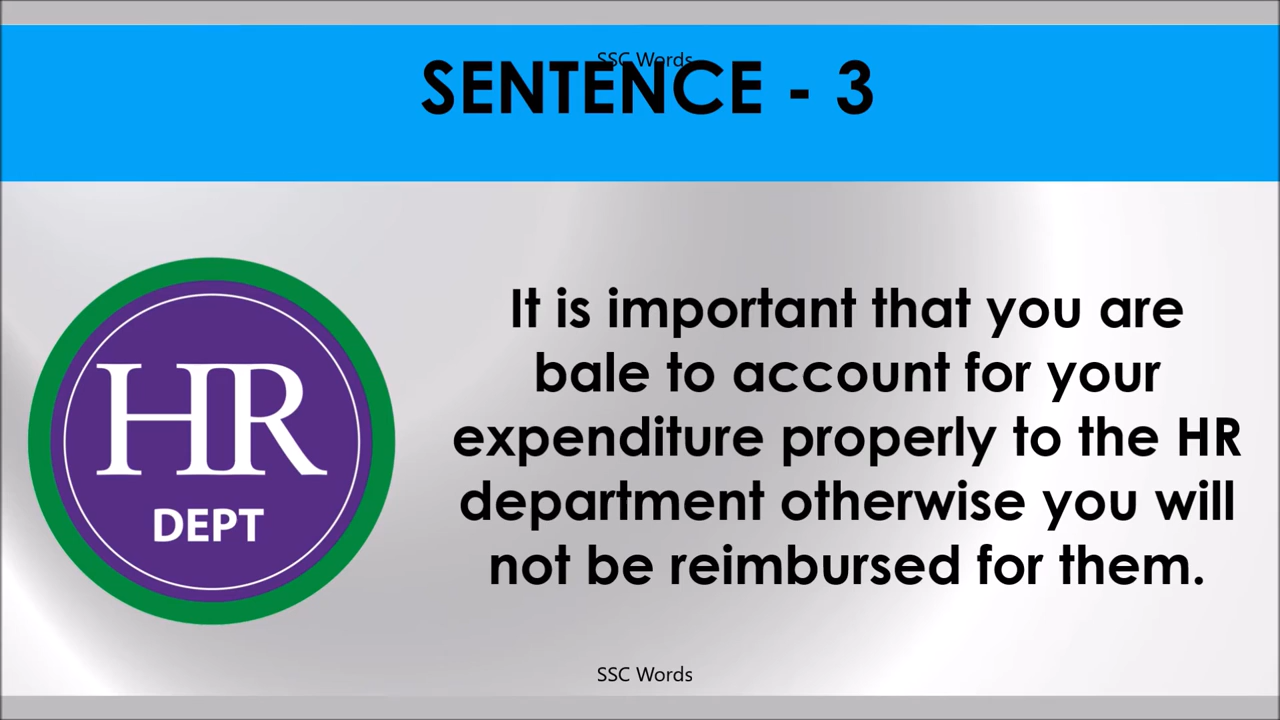 SSC Words
SENTENCE - 3
HR
DEPT
It is important that you are
bale to account for your
expenditure properly to the HR
department otherwise you will
not be reimbursed for them.
SSC Words